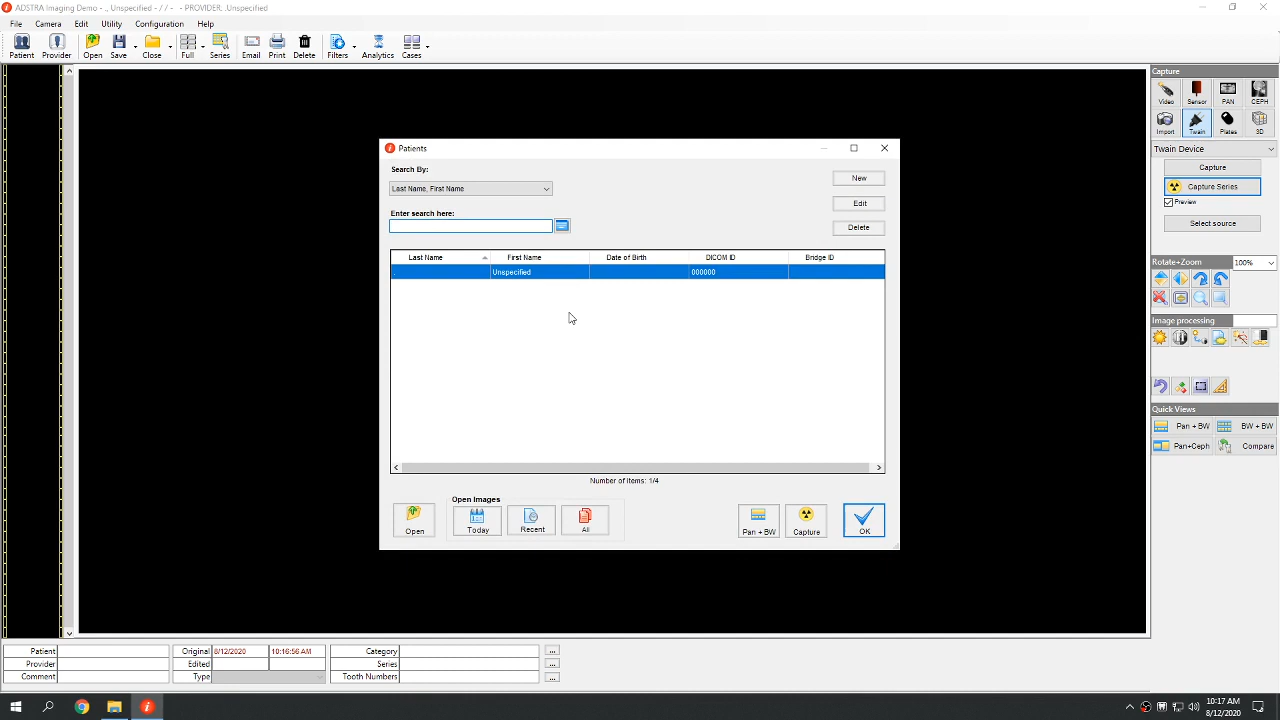 ADSTRA Imaging Demo - ., Unspecified - / / - PROVIDER: .Unspecified
File Camera Edit Utility Configuration Help
Patient Provider Open Save Close Full Series Email Print Delete Filters Analytics Cases
Capture
Video Sensor PAN CEPH
Import Twain Plates 3D
Twain Device
Capture
Capture Series
Preview
Select source
Rotate+Zoom 100%
Image processing
Quick Views
Pan + BW BW + BW
Pan+Ceph Compare
Patients
Search By:
Last Name, First Name
New
Edit
Enter search here:
Delete
Last Name First Name Date of Birth DICOM ID Bridge ID
. Unspecified 000000
Number of items: 1/4
Open Images
Open Today Recent All Pan + BW Capture OK
Patient Original 8/12/2020 10:16:56 AM Category ...
Provider Edited Series ...
Comment Type Tooth Numbers ...
10:17 AM
8/12/2020